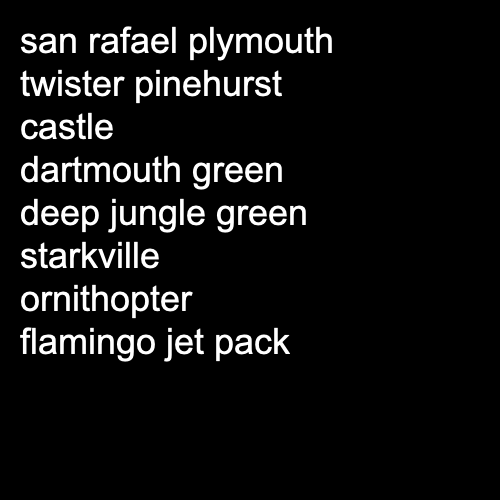 san rafael plymouth
twister pinehurst
castle
dartmouth green
deep jungle green
starkville
ornithopter
flamingo jet pack